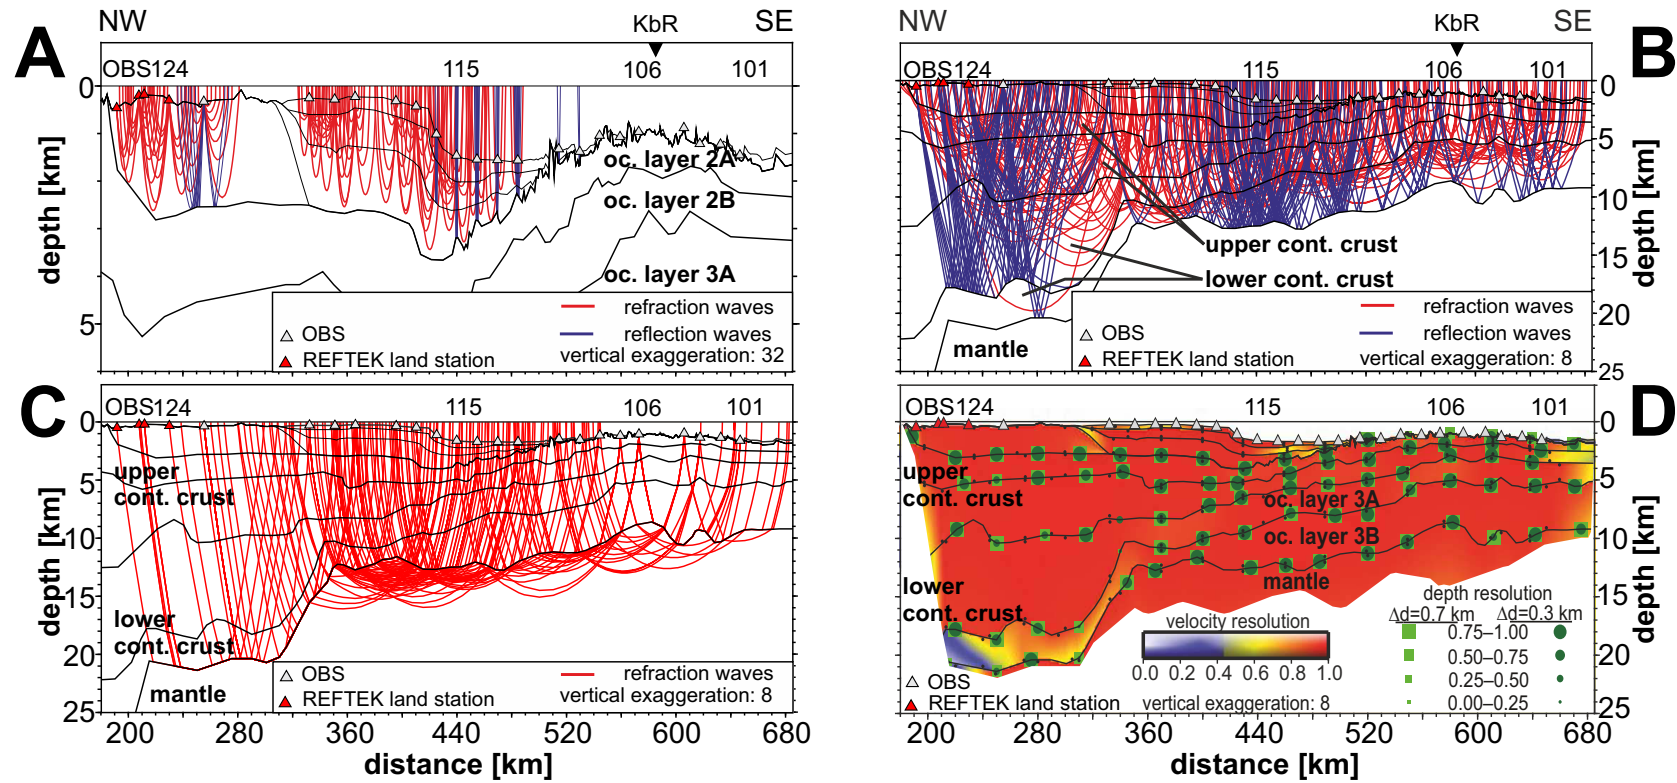 NW KbR SE
A
OBS124 115 106 101
0
5
depth [km]
oc. layer 2A
oc. layer 2B
oc. layer 3A
refraction waves
OBS reflection waves
REFTEK land station vertical exaggeration: 32
NW KbR SE
B
OBS124 115 106 101
0
5
10
15
20
25
depth [km]
upper cont. crust
lower cont. crust
mantle
refraction waves
OBS reflection waves
REFTEK land station vertical exaggeration: 8
C
OBS124 115 106 101
0
5
10
15
20
25
depth [km]
upper
cont. crust
lower
cont. crust
mantle
OBS refraction waves
REFTEK land station vertical exaggeration: 8
200 280 360 440 520 600 680
distance [km]
D
OBS124 115 106 101
0
5
10
15
20
25
depth [km]
upper
cont. crust
oc. layer 3A
oc. layer 3B
mantle
lower
cont. crust
velocity resolution
0.0 0.2 0.4 0.6 0.8 1.0
depth resolution
Δd=0.7 km Δd=0.3 km
0.75–1.00
0.50–0.75
0.25–0.50
0.00–0.25
OBS
REFTEK land station vertical exaggeration: 8
200 280 360 440 520 600 680
distance [km]